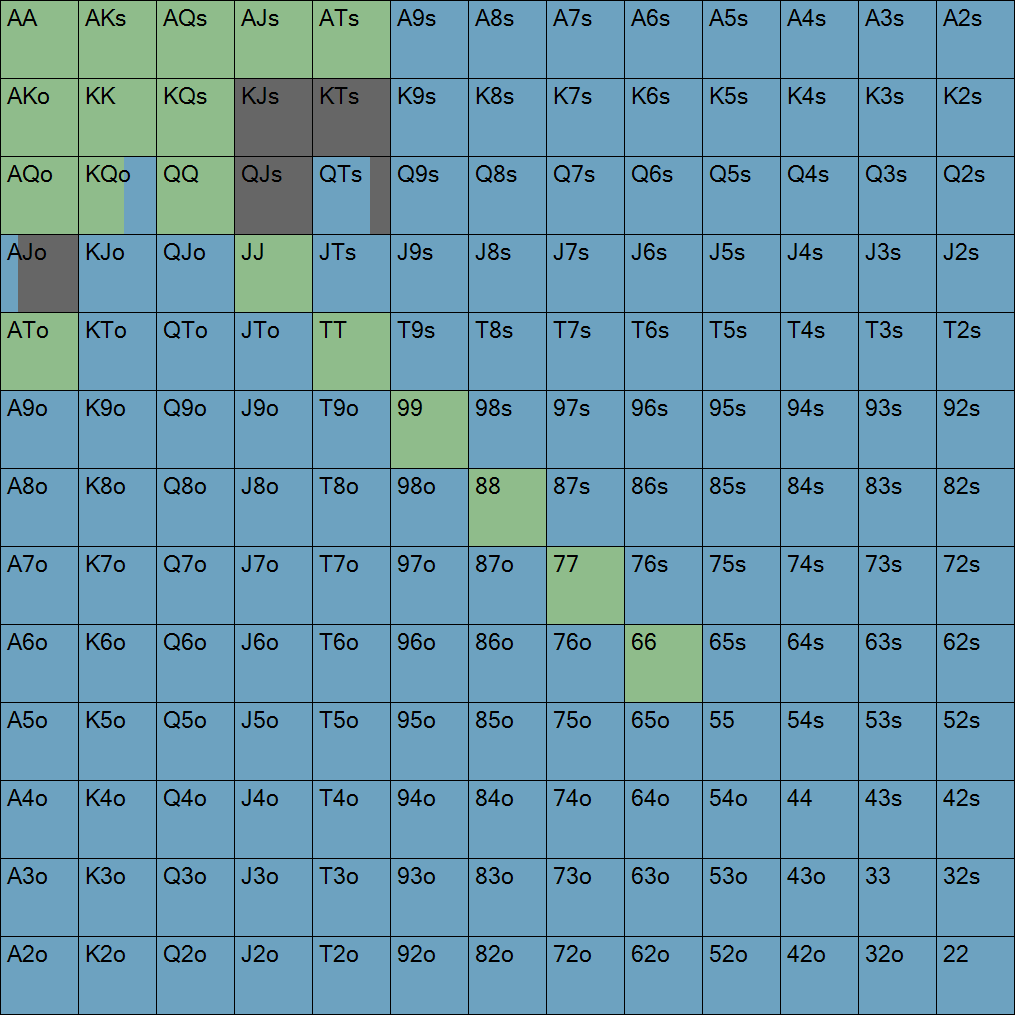 AA AKs AQs AJs ATs A9s A8s A7s A6s A5s A4s A3s A2s
AKo KK KQs KJs KTs K9s K8s K7s K6s K5s K4s K3s K2s
AQo KQo QQ QJs QTs Q9s Q8s Q7s Q6s Q5s Q4s Q3s Q2s
AJo KJo QJo JJ JTs J9s J8s J7s J6s J5s J4s J3s J2s
ATo KTo QTo JTo TT T9s T8s T7s T6s T5s T4s T3s T2s
A9o K9o Q9o J9o T9o 99 98s 97s 96s 95s 94s 93s 92s
A8o K8o Q8o J8o T8o 98o 88 87s 86s 85s 84s 83s 82s
A7o K7o Q7o J7o T7o 97o 87o 77 76s 75s 74s 73s 72s
A6o K6o Q6o J6o T6o 96o 86o 76o 66 65s 64s 63s 62s
A5o K5o Q5o J5o T5o 95o 85o 75o 65o 55 54s 53s 52s
A4o K4o Q4o J4o T4o 94o 84o 74o 64o 54o 44 43s 42s
A3o K3o Q3o J3o T3o 93o 83o 73o 63o 53o 43o 33 32s
A2o K2o Q2o J2o T2o 92o 82o 72o 62o 52o 42o 32o 22